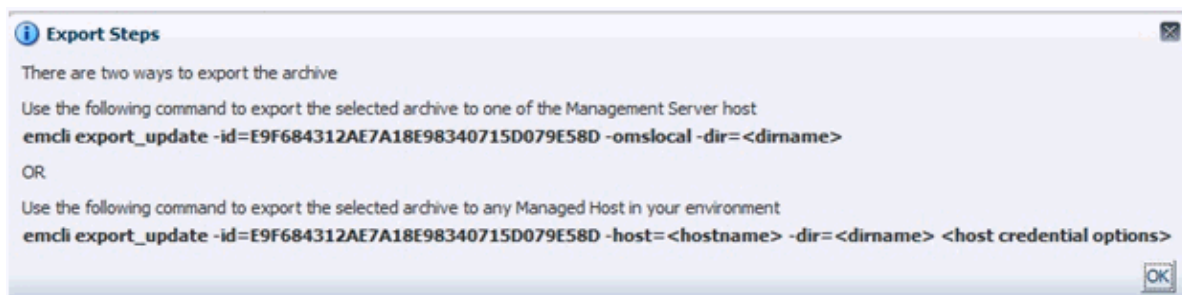 Export Steps
There are two ways to export the archive
Use the following command to export the selected archive to one of the Management Server host
emcli export_update -id=E9F684312AE7A18E98340715D079E58D -omslocal -dir=<dirname>
OR
Use the following command to export the selected archive to any Managed Host in your environment
emcli export_update -id=E9F684312AE7A18E98340715D079E58D -host=<hostname> -dir=<dirname> <host credential options>
OK